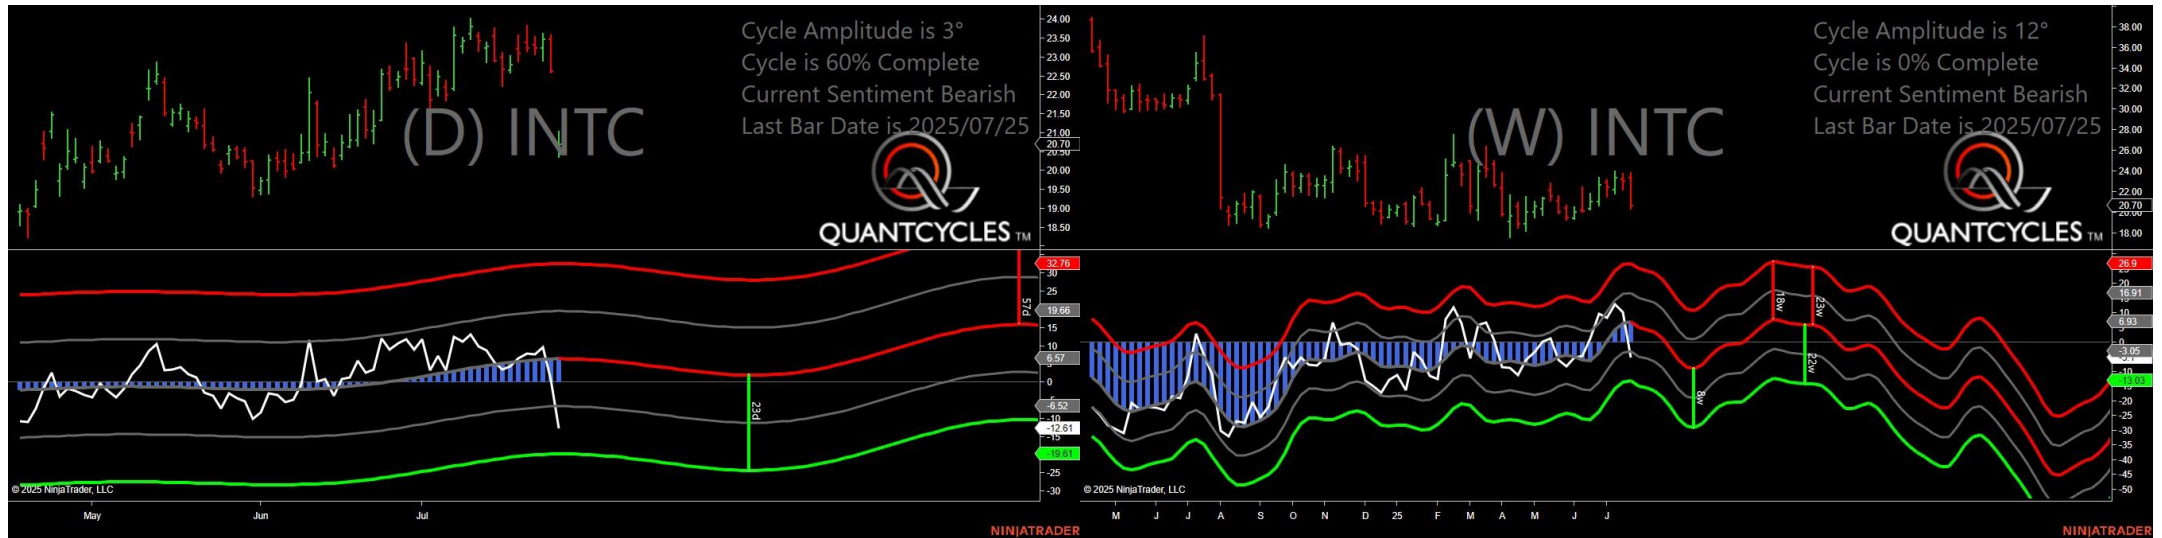 Cycle Amplitude is 3°
Cycle is 60% Complete
Current Sentiment Bearish
Last Bar Date is 2025/07/25
(D) INTC
QUANTCYCLES TM
24.00
23.50
23.00
22.50
22.00
21.50
21.00
20.70
20.50
20.00
19.50
19.00
18.50
32.76
30
25
19.66
15
10
6.57
0
-6.52
-10
-12.61
-15
-19.61
-25
-30
57d
23d
© 2025 NinjaTrader, LLC
May Jun Jul
NINJATRADER
Cycle Amplitude is 12°
Cycle is 0% Complete
Current Sentiment Bearish
Last Bar Date is 2025/07/25
(W) INTC
QUANTCYCLES TM
38.00
36.00
34.00
32.00
30.00
28.00
26.00
24.00
22.00
20.70
20.00
18.00
26.9
25
16.91
10
6.93
0
-3.05
-13.03
-20
-25
-30
-35
-40
-45
-50
18w
23w
8w
22w
© 2025 NinjaTrader, LLC
M J J A S O N D 25 F M A M J J
NINJATRADER